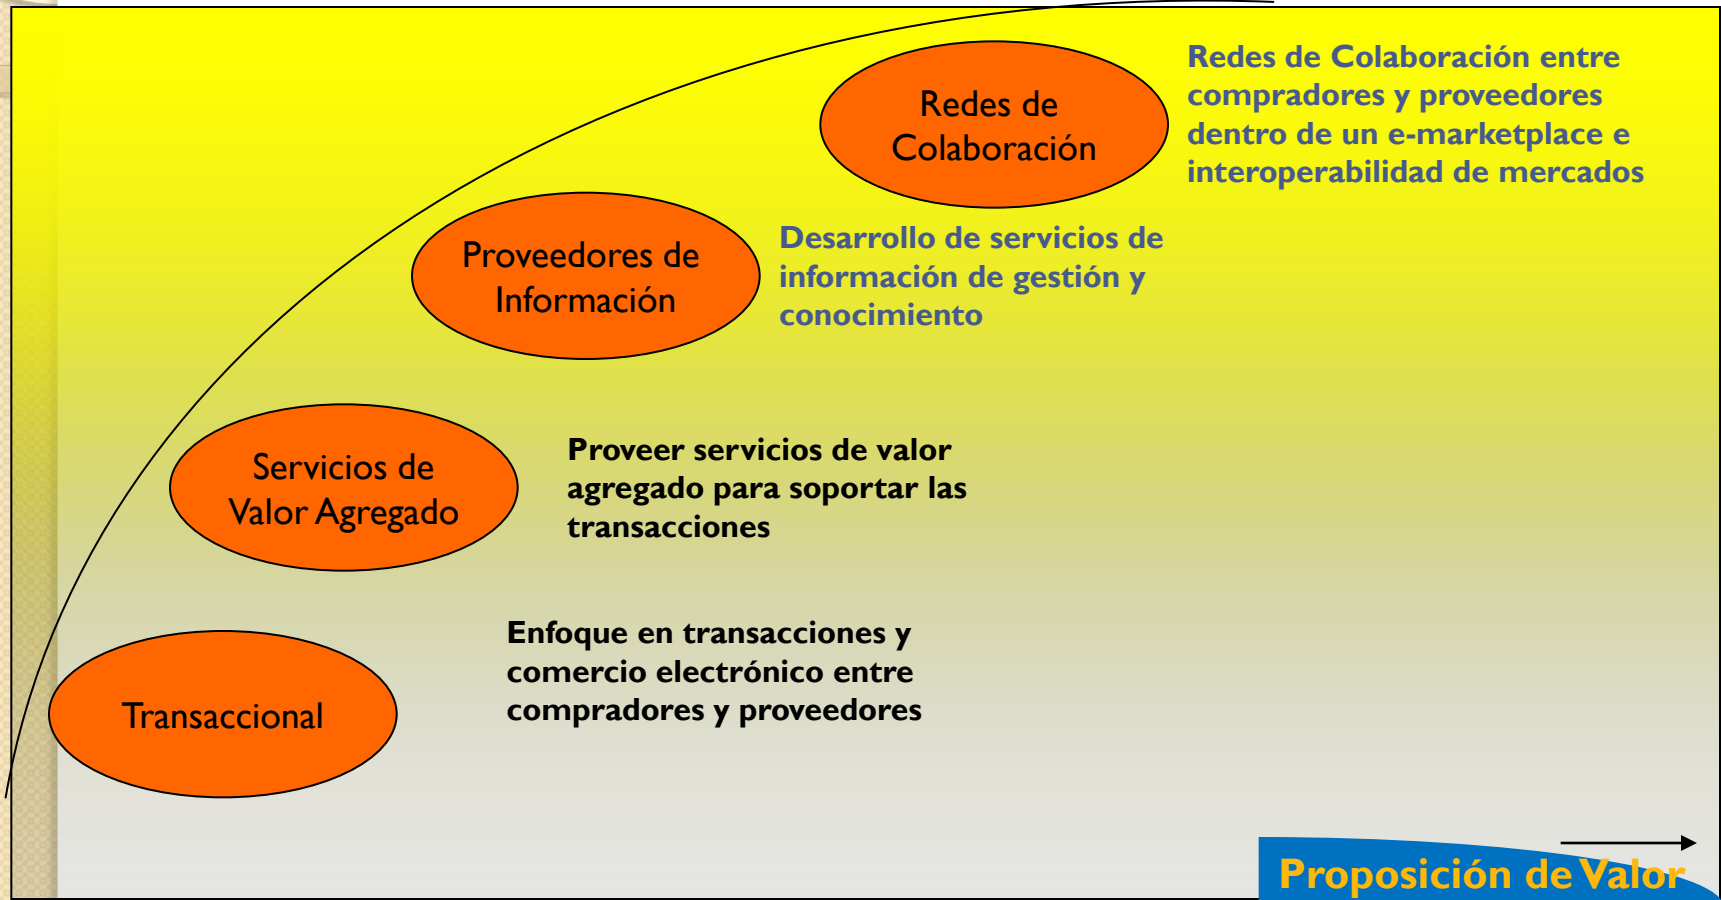 Redes de
Colaboración
Redes de Colaboración entre
compradores y proveedores
dentro de un e-marketplace e
interoperabilidad de mercados
Proveedores de
Información
Desarrollo de servicios de
información de gestión y
conocimiento
Servicios de
Valor Agregado
Proveer servicios de valor
agregado para soportar las
transacciones
Transaccional
Enfoque en transacciones y
comercio electrónico entre
compradores y proveedores
Proposición de Valor